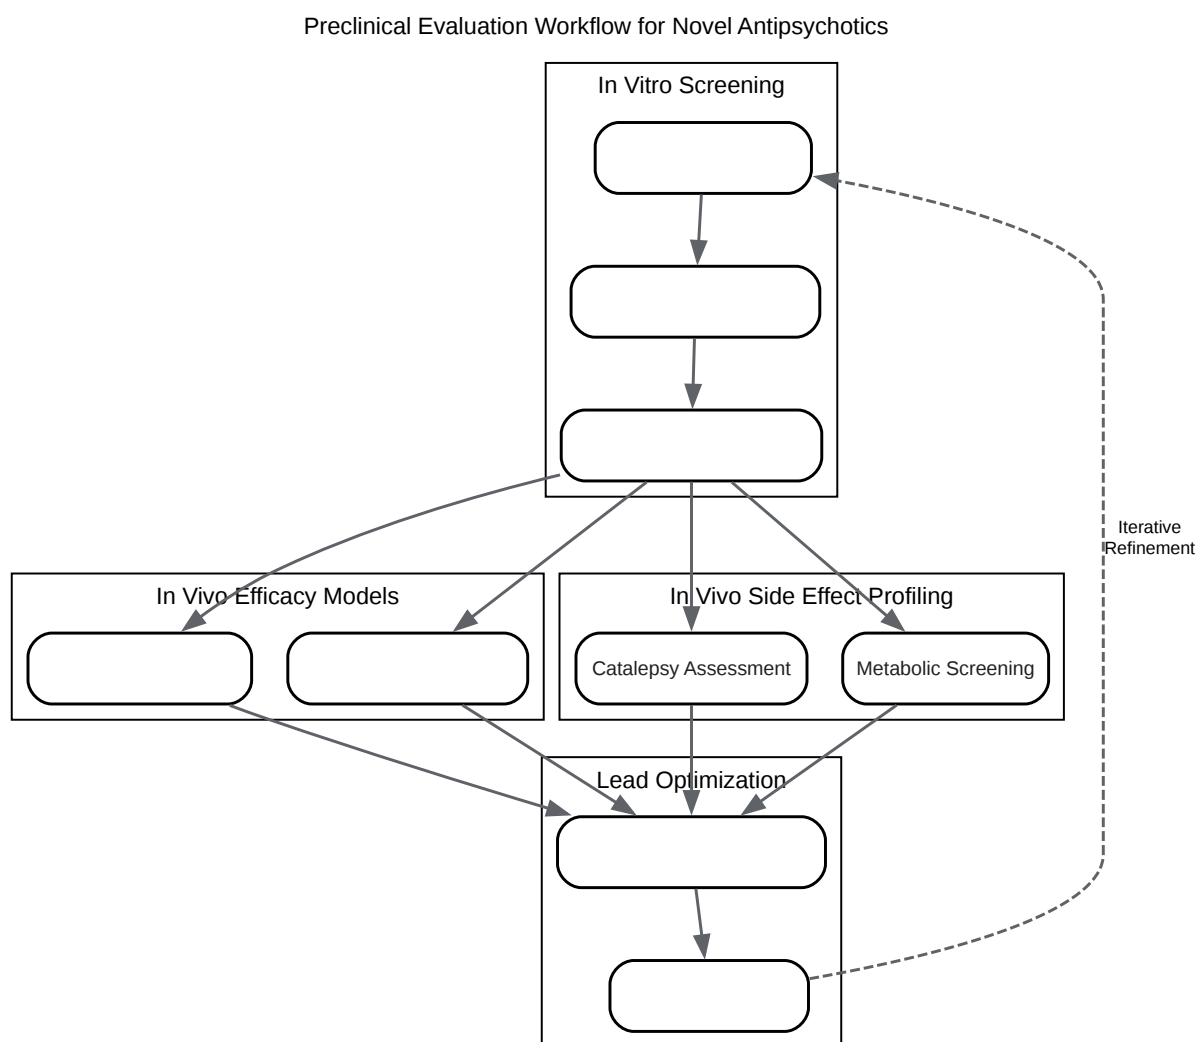 Preclinical Evaluation Workflow for Novel Antipsychotics
In Vitro Screening
Iterative
Refinement
In Vivo Efficacy Models
In Vivo Side Effect Profiling
Catalepsy Assessment
Metabolic Screening
Lead Optimization